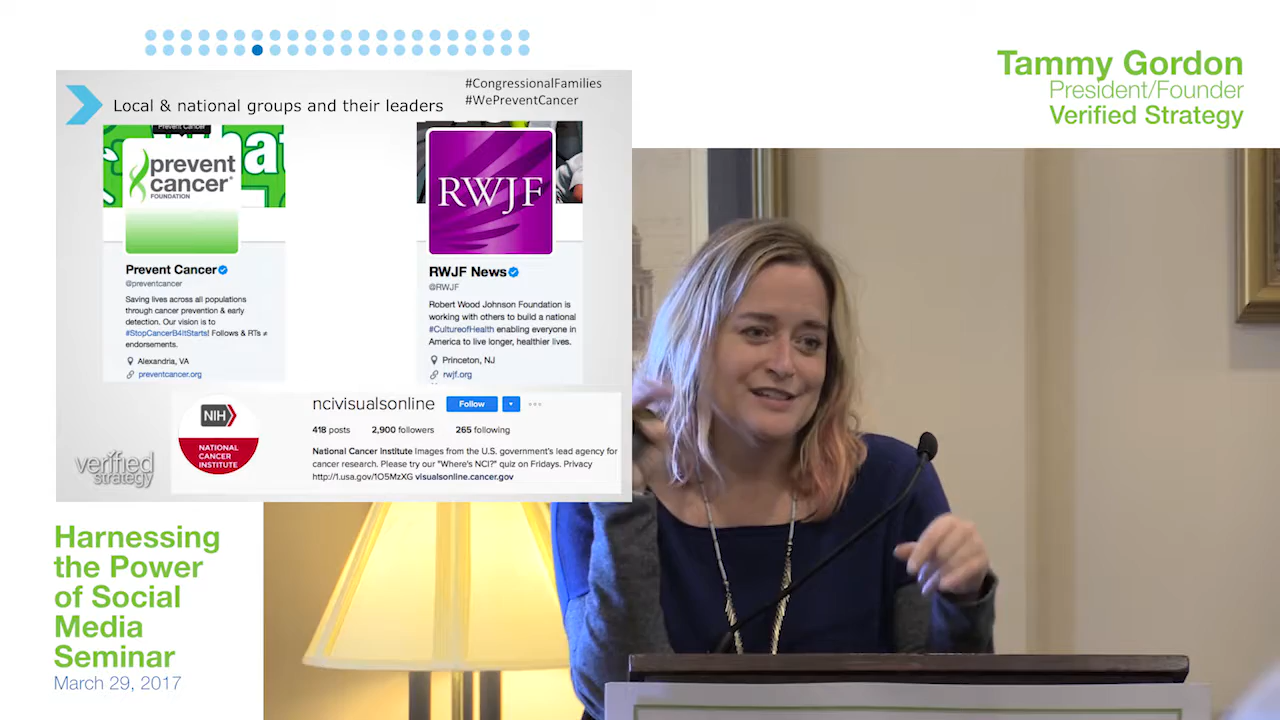 Tammy Gordon
President/Founder
Verified Strategy
#CongressionalFamilies
#WePreventCancer
Local & national groups and their leaders
Prevent Cancer
prevent
cancer®
FOUNDATION
Prevent Cancer
@preventcancer
Saving lives across all populations
through cancer prevention & early
detection. Our vision is to
#StopCancerB4ItStarts! Follows & RTs ≠
endorsements.
Alexandria, VA
preventcancer.org
RWJF
RWJF News
@RWJF
Robert Wood Johnson Foundation is
working with others to build a national
#CultureofHealth enabling everyone in
America to live longer, healthier lives.
Princeton, NJ
rwjf.org
NIH
NATIONAL
CANCER
INSTITUTE
ncivisualsonline Follow
418 posts 2,900 followers 265 following
National Cancer Institute Images from the U.S. government's lead agency for
cancer research. Please try our "Where's NCI?" quiz on Fridays. Privacy
http://1.usa.gov/1O5MzXG visualsonline.cancer.gov
verified
strategy
Harnessing
the Power
of Social
Media
Seminar
March 29, 2017